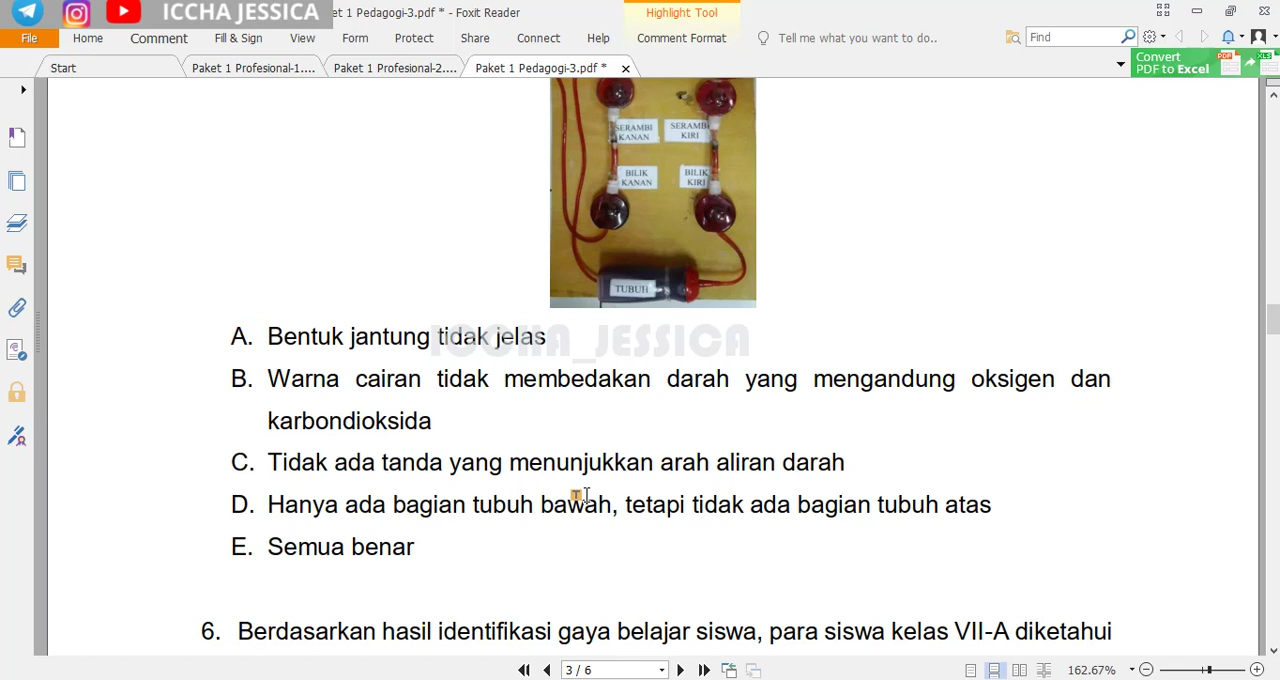 ICCHA JESSICA
et 1 Pedagogi-3.pdf * - Foxit Reader
Highlight Tool
File
Home
Comment
Fill & Sign
View
Form
Protect
Share
Connect
Help
Comment Format
Tell me what you want to do..
Find
Start
Paket 1 Profesional-1....
Paket 1 Profesional-2....
Paket 1 Pedagogi-3.pdf *
Convert
PDF to Excel
SERAMBI
KANAN
SERAMBI
KIRI
BILIK
KANAN
BILIK
KIRI
TUBUH
ICCHA_JESSICA
A. Bentuk jantung tidak jelas
B. Warna cairan tidak membedakan darah yang mengandung oksigen dan
karbondioksida
C. Tidak ada tanda yang menunjukkan arah aliran darah
D. Hanya ada bagian tubuh bawah, tetapi tidak ada bagian tubuh atas
E. Semua benar
6. Berdasarkan hasil identifikasi gaya belajar siswa, para siswa kelas VII-A diketahui
3 / 6
162.67%